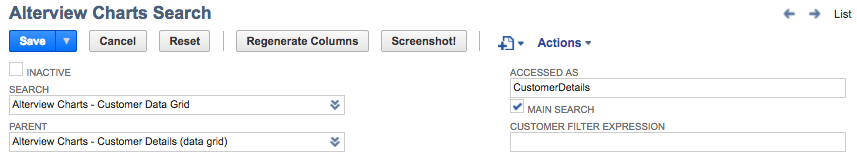 Alterview Charts Search
List
Save Cancel Reset Regenerate Columns Screenshot! Actions
INACTIVE
SEARCH
Alterview Charts - Customer Data Grid
PARENT
Alterview Charts - Customer Details (data grid)
ACCESSED AS
CustomerDetails
MAIN SEARCH
CUSTOMER FILTER EXPRESSION